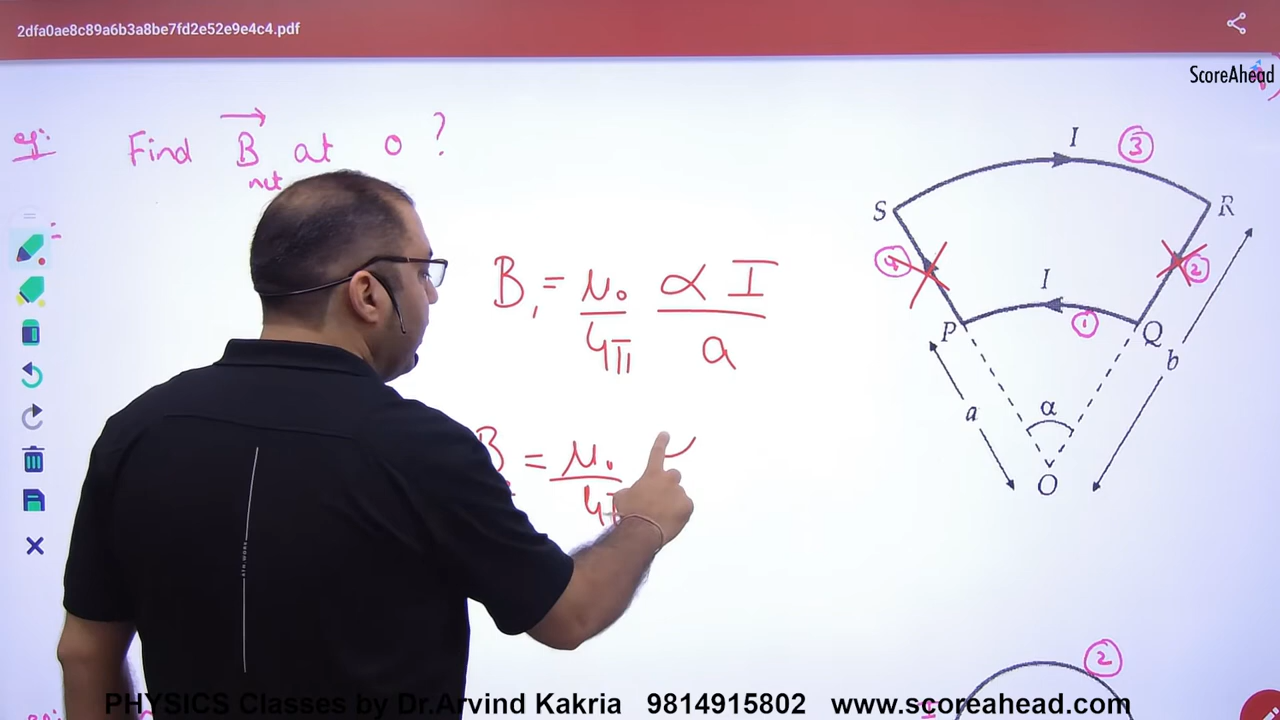 2dfa0ae8c89a6b3a8be7fd2e52e9e4c4.pdf
ScoreAhead
Find B⃗ at O ?
net
I ③
S R
④ ②
I
P ① Q
a b
α
O
B₁ = μ₀ α I
4π a
B = μ₀
4π
②
PHYSICS Classes by Dr.Arvind Kakria 9814915802 www.scoreahead.com